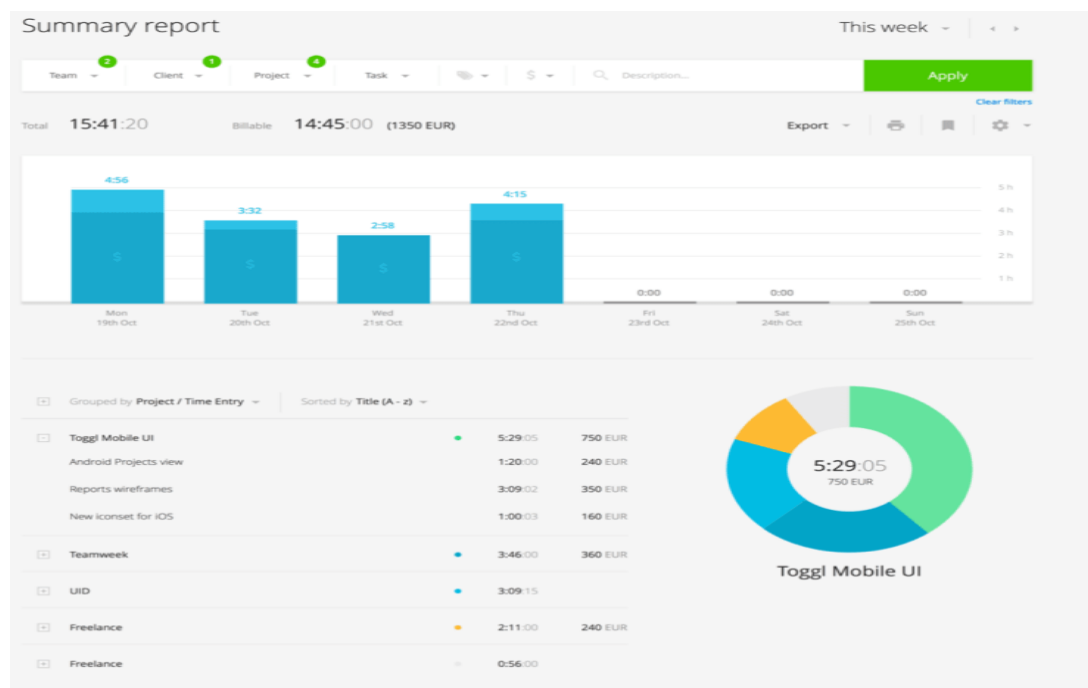 Summary report
This week
2
1
4
Team
Client
Project
Task
$
Description...
Apply
Clear filters
Total 15:41:20 Billable 14:45:00 (1350 EUR)
Export
4:56
3:32
2:58
4:15
0:00
0:00
0:00
$
$
$
$
5 h
4 h
3 h
2 h
1 h
Mon
19th Oct
Tue
20th Oct
Wed
21st Oct
Thu
22nd Oct
Fri
23rd Oct
Sat
24th Oct
Sun
25th Oct
Grouped by Project / Time Entry
Sorted by Title (A - z)
Toggl Mobile UI 5:29:05 750 EUR
Android Projects view 1:20:00 240 EUR
Reports wireframes 3:09:02 350 EUR
New iconset for iOS 1:00:03 160 EUR
Teamweek 3:46:00 360 EUR
UID 3:09:15
Freelance 2:11:00 240 EUR
Freelance 0:56:00
5:29:05
750 EUR
Toggl Mobile UI